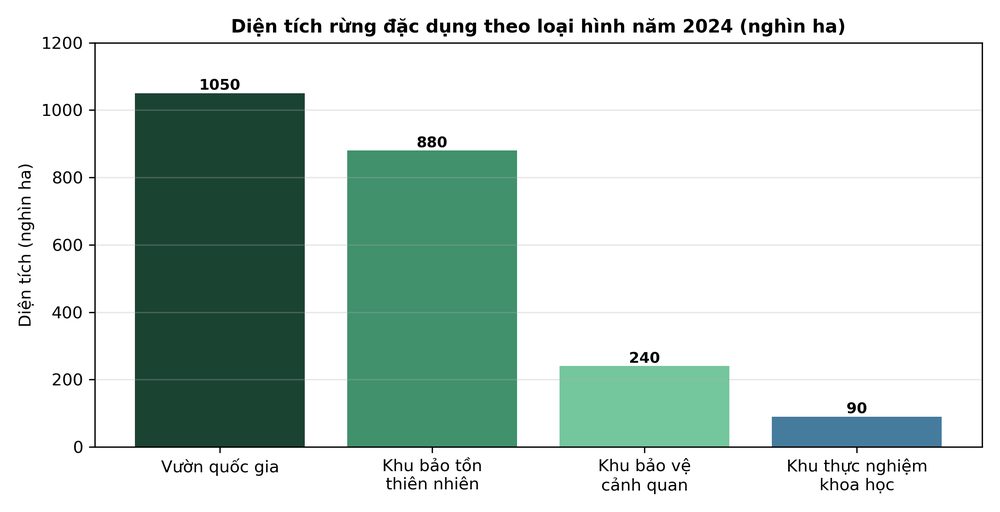 Diện tích rừng đặc dụng theo loại hình năm 2024 (nghìn ha)
Diện tích (nghìn ha)
1200
1000
800
600
400
200
0
1050
880
240
90
Vườn quốc gia
Khu bảo tồn
thiên nhiên
Khu bảo vệ
cảnh quan
Khu thực nghiệm
khoa học